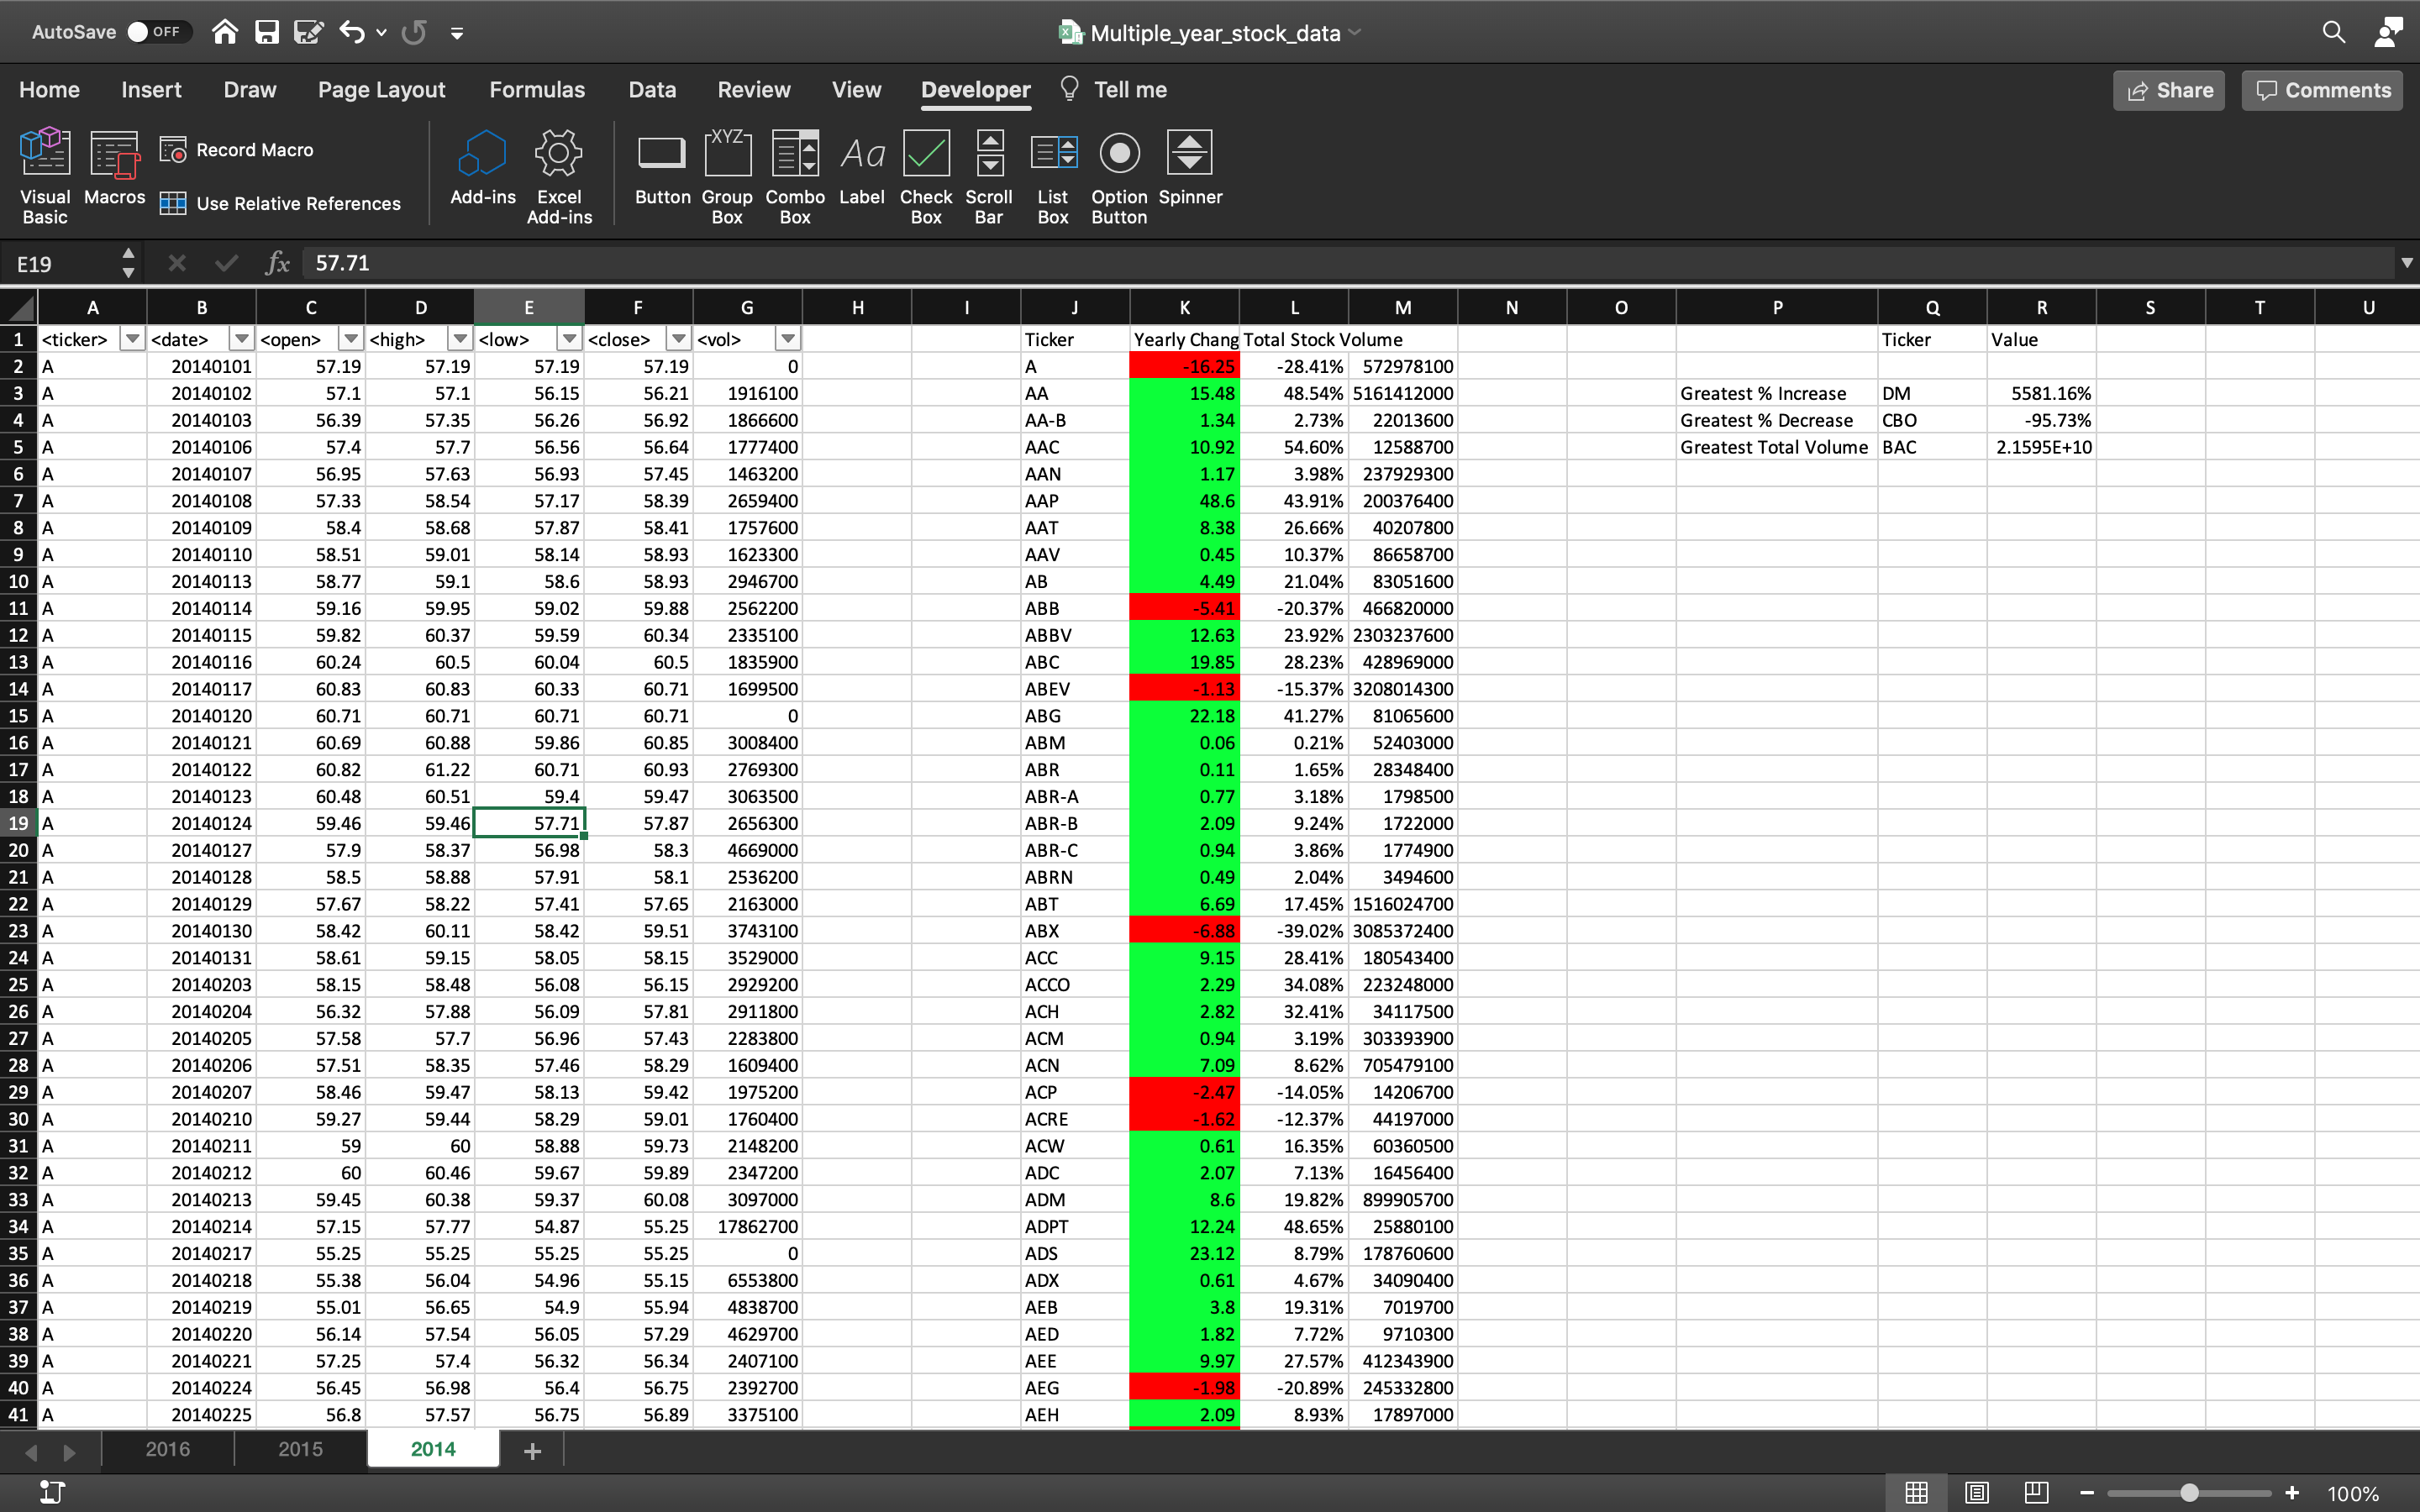 AutoSave OFF Multiple_year_stock_data
Home Insert Draw Page Layout Formulas Data Review View Developer Tell me Share Comments
Visual Basic Macros Record Macro Use Relative References Add-ins Excel Add-ins Button Group Box XYZ Combo Box Aa Label Check Box Scroll Bar List Box Option Button Spinner
E19 fx 57.71
A B C D E F G H I J K L M N O P Q R S T U
1 <ticker> <date> <open> <high> <low> <close> <vol> Ticker Yearly Chang Total Stock Volume Ticker Value
2 A 20140101 57.19 57.19 57.19 57.19 0 A -16.25 -28.41% 572978100
3 A 20140102 57.1 57.1 56.15 56.21 1916100 AA 15.48 48.54% 5161412000 Greatest % Increase DM 5581.16%
4 A 20140103 56.39 57.35 56.26 56.92 1866600 AA-B 1.34 2.73% 22013600 Greatest % Decrease CBO -95.73%
5 A 20140106 57.4 57.7 56.56 56.64 1777400 AAC 10.92 54.60% 12588700 Greatest Total Volume BAC 2.1595E+10
6 A 20140107 56.95 57.63 56.93 57.45 1463200 AAN 1.17 3.98% 237929300
7 A 20140108 57.33 58.54 57.17 58.39 2659400 AAP 48.6 43.91% 200376400
8 A 20140109 58.4 58.68 57.87 58.41 1757600 AAT 8.38 26.66% 40207800
9 A 20140110 58.51 59.01 58.14 58.93 1623300 AAV 0.45 10.37% 86658700
10 A 20140113 58.77 59.1 58.6 58.93 2946700 AB 4.49 21.04% 83051600
11 A 20140114 59.16 59.95 59.02 59.88 2562200 ABB -5.41 -20.37% 466820000
12 A 20140115 59.82 60.37 59.59 60.34 2335100 ABBV 12.63 23.92% 2303237600
13 A 20140116 60.24 60.5 60.04 60.5 1835900 ABC 19.85 28.23% 428969000
14 A 20140117 60.83 60.83 60.33 60.71 1699500 ABEV -1.13 -15.37% 3208014300
15 A 20140120 60.71 60.71 60.71 60.71 0 ABG 22.18 41.27% 81065600
16 A 20140121 60.69 60.88 59.86 60.85 3008400 ABM 0.06 0.21% 52403000
17 A 20140122 60.82 61.22 60.71 60.93 2769300 ABR 0.11 1.65% 28348400
18 A 20140123 60.48 60.51 59.4 59.47 3063500 ABR-A 0.77 3.18% 1798500
19 A 20140124 59.46 59.46 57.71 57.87 2656300 ABR-B 2.09 9.24% 1722000
20 A 20140127 57.9 58.37 56.98 58.3 4669000 ABR-C 0.94 3.86% 1774900
21 A 20140128 58.5 58.88 57.91 58.1 2536200 ABRN 0.49 2.04% 3494600
22 A 20140129 57.67 58.22 57.41 57.65 2163000 ABT 6.69 17.45% 1516024700
23 A 20140130 58.42 60.11 58.42 59.51 3743100 ABX -6.88 -39.02% 3085372400
24 A 20140131 58.61 59.15 58.05 58.15 3529000 ACC 9.15 28.41% 180543400
25 A 20140203 58.15 58.48 56.08 56.15 2929200 ACCO 2.29 34.08% 223248000
26 A 20140204 56.32 57.88 56.09 57.81 2911800 ACH 2.82 32.41% 34117500
27 A 20140205 57.58 57.7 56.96 57.43 2283800 ACM 0.94 3.19% 303393900
28 A 20140206 57.51 58.35 57.46 58.29 1609400 ACN 7.09 8.62% 705479100
29 A 20140207 58.46 59.47 58.13 59.42 1975200 ACP -2.47 -14.05% 14206700
30 A 20140210 59.27 59.44 58.29 59.01 1760400 ACRE -1.62 -12.37% 44197000
31 A 20140211 59 60 58.88 59.73 2148200 ACW 0.61 16.35% 60360500
32 A 20140212 60 60.46 59.67 59.89 2347200 ADC 2.07 7.13% 16456400
33 A 20140213 59.45 60.38 59.37 60.08 3097000 ADM 8.6 19.82% 899905700
34 A 20140214 57.15 57.77 54.87 55.25 17862700 ADPT 12.24 48.65% 25880100
35 A 20140217 55.25 55.25 55.25 55.25 0 ADS 23.12 8.79% 178760600
36 A 20140218 55.38 56.04 54.96 55.15 6553800 ADX 0.61 4.67% 34090400
37 A 20140219 55.01 56.65 54.9 55.94 4838700 AEB 3.8 19.31% 7019700
38 A 20140220 56.14 57.54 56.05 57.29 4629700 AED 1.82 7.72% 9710300
39 A 20140221 57.25 57.4 56.32 56.34 2407100 AEE 9.97 27.57% 412343900
40 A 20140224 56.45 56.98 56.4 56.75 2392700 AEG -1.98 -20.89% 245332800
41 A 20140225 56.8 57.57 56.75 56.89 3375100 AEH 2.09 8.93% 17897000
2016 2015 2014 +
100%